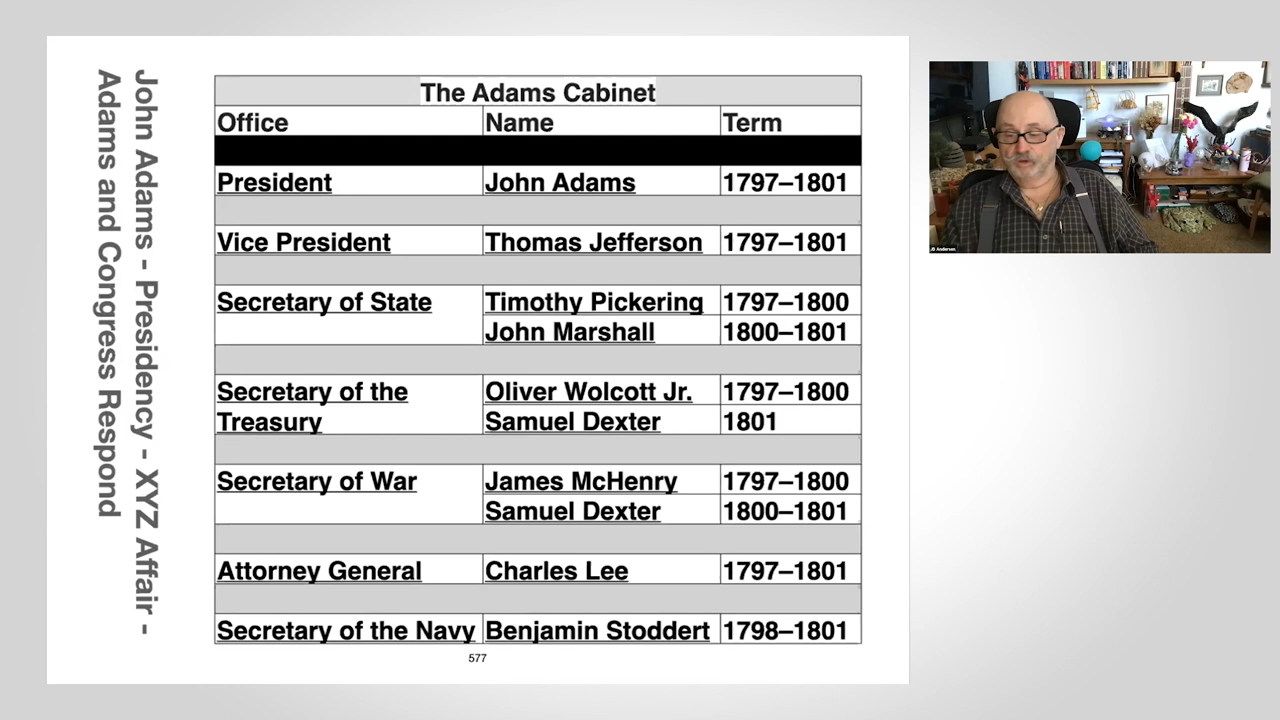 John Adams - Presidency - XYZ Affair -
Adams and Congress Respond
The Adams Cabinet
Office Name Term
President John Adams 1797–1801
Vice President Thomas Jefferson 1797–1801
Secretary of State Timothy Pickering 1797–1800
John Marshall 1800–1801
Secretary of the Oliver Wolcott Jr. 1797–1800
Treasury Samuel Dexter 1801
Secretary of War James McHenry 1797–1800
Samuel Dexter 1800–1801
Attorney General Charles Lee 1797–1801
Secretary of the Navy Benjamin Stoddert 1798–1801
577
JB Andersen